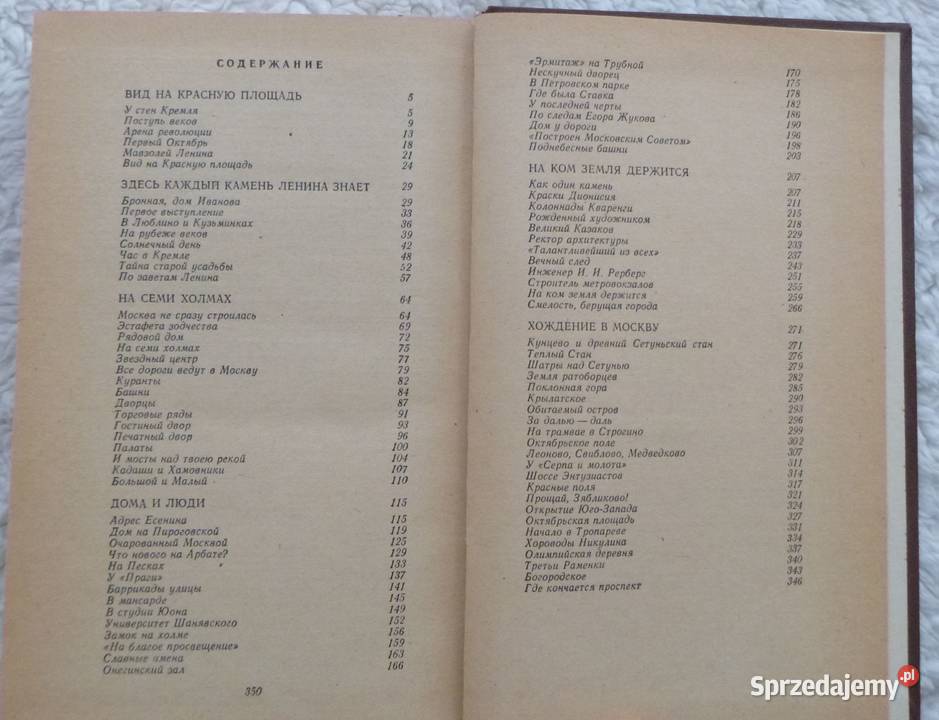 СОДЕРЖАНИЕ
ВИД НА КРАСНУЮ ПЛОЩАДЬ 5
У стен Кремля 5
Поступь веков 9
Арена революции 13
Первый Октябрь 18
Мавзолей Ленина 21
Вид на Красную площадь 24
ЗДЕСЬ КАЖДЫЙ КАМЕНЬ ЛЕНИНА ЗНАЕТ 29
Бронная, дом Иванова 29
Первое выступление 33
В Люблино и Кузьминках 36
На рубеже веков 39
Солнечный день 42
Час в Кремле 48
Тайна старой усадьбы 52
По заветам Ленина 57
НА СЕМИ ХОЛМАХ 64
Москва не сразу строилась 64
Эстафета зодчества 69
Рядовой дом 72
На семи холмах 75
Звездный центр 77
Все дороги ведут в Москву 79
Куранты 82
Башни 84
Дворцы 87
Торговые ряды 91
Гостиный двор 93
Печатный двор 96
Палаты 100
И мосты над твоею рекой 104
Кадаши и Хамовники 107
Большой и Малый 110
ДОМА И ЛЮДИ 115
Адрес Есенина 115
Дом на Пироговской 119
Очарованный Москвой 125
Что нового на Арбате? 129
На Песках 133
У «Праги» 137
Баррикады улицы 141
В мансарде 145
В студии Юона 149
Университет Шанявского 152
Замок на холме 156
«На благое просвещение» 159
Славные имена 163
Онегинский зал 166
350
«Эрмитаж» на Трубной 170
Нескучный дворец 175
В Петровском парке 178
Где была Ставка 182
У последней черты 186
По следам Егора Жукова 190
Дом у дороги 196
«Построен Московским Советом» 198
Поднебесные башни 203
НА КОМ ЗЕМЛЯ ДЕРЖИТСЯ 207
Как один камень 207
Краски Дионисия 211
Колоннады Кваренги 215
Рожденный художником 218
Великий Казаков 229
Ректор архитектуры 233
«Талантливейший из всех» 237
Вечный след 243
Инженер И. И. Рерберг 251
Строитель метровокзалов 255
На ком земля держится 259
Смелость, берущая города 266
ХОЖДЕНИЕ В МОСКВУ 271
Кунцево и древний Сетуньский стан 271
Теплый Стан 276
Шатры над Сетунью 279
Земля ратоборцев 282
Поклонная гора 285
Крылатское 290
Обитаемый остров 293
За далью — даль 296
На трамвае в Строгино 299
Октябрьское поле 302
Леоново, Свиблово, Медведково 307
У «Серпа и молота» 311
Шоссе Энтузиастов 314
Красные поля 317
Прощай, Зябликово! 321
Открытие Юго-Запада 324
Октябрьская площадь 327
Начало в Тропареве 331
Хороводы Никулина 334
Олимпийская деревня 337
Третьи Раменки 340
Богородское 343
Где кончается проспект 346
Sprzedajemy.pl